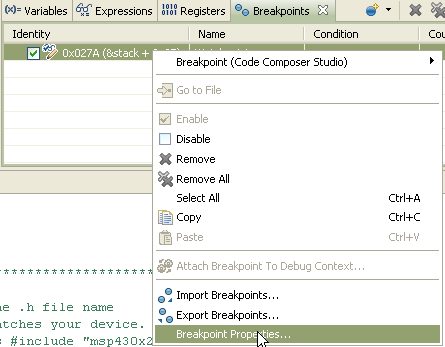 (x)= Variables Expressions 1010 0101 Registers Breakpoints
Identity Name Condition Cou
0x027A (&stack +
Breakpoint (Code Composer Studio)
Go to File
Enable
Disable
Remove
Remove All
Select All Ctrl+A
Copy Ctrl+C
Paste Ctrl+V
Attach Breakpoint To Debug Context...
Import Breakpoints...
Export Breakpoints...
Breakpoint Properties...
*********************
ne .h file name
atches your device.
s #include "msp430x2